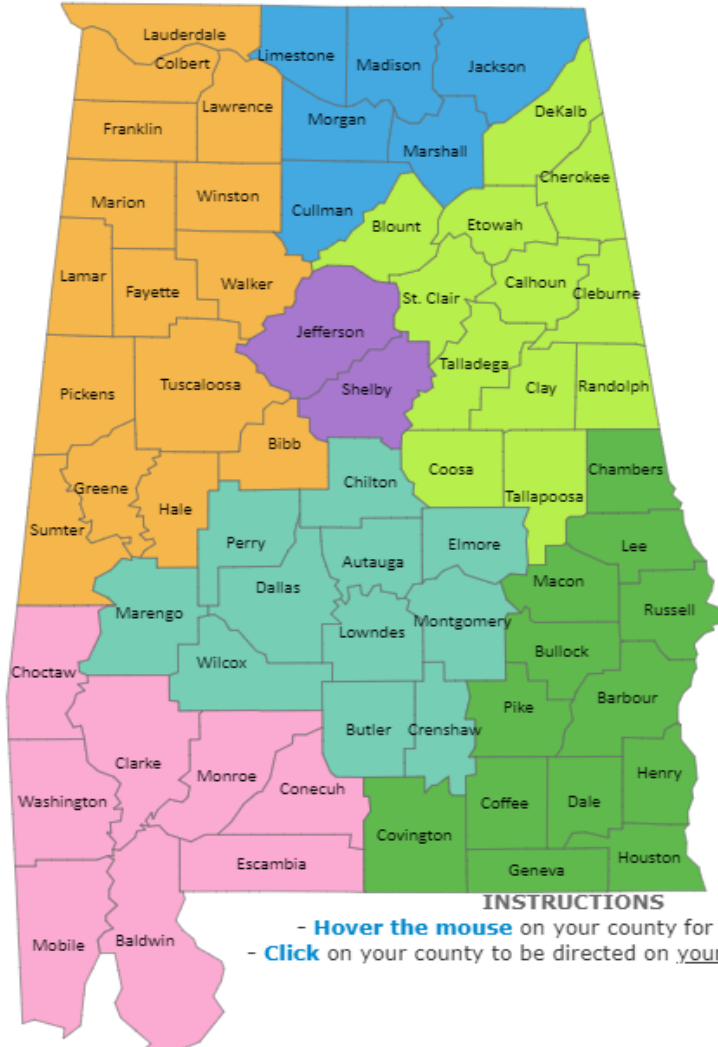 Lauderdale
Limestone
Madison
Jackson
Colbert
Lawrence
DeKalb
Franklin
Morgan
Marshall
Cherokee
Marion
Winston
Cullman
Blount
Etowah
Lamar
Fayette
Walker
St. Clair
Calhoun
Cleburne
Jefferson
Talladega
Pickens
Tuscaloosa
Shelby
Clay
Randolph
Bibb
Greene
Chilton
Coosa
Chambers
Sumter
Hale
Tallapoosa
Perry
Autauga
Elmore
Lee
Dallas
Macon
Marengo
Lowndes
Montgomery
Russell
Choctaw
Wilcox
Bullock
Pike
Barbour
Butler
Crenshaw
Clarke
Monroe
Conecuh
Henry
Washington
Coffee
Dale
Covington
Escambia
Geneva
Houston
Mobile
Baldwin
INSTRUCTIONS
- Hover the mouse on your county for
- Click on your county to be directed on your